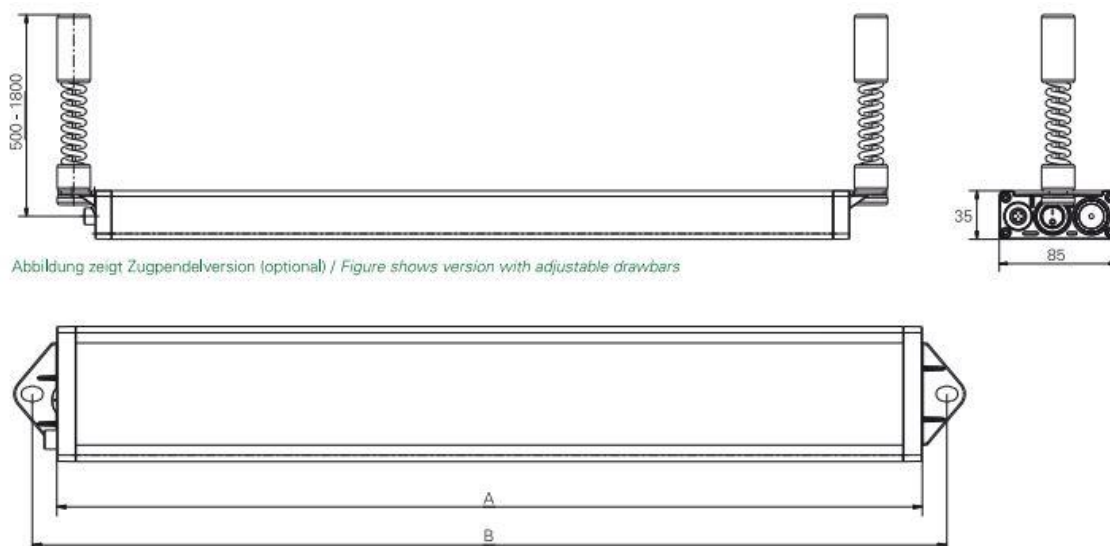 500 - 1800
35
85
Abbildung zeigt Zugpendelversion (optional) / Figure shows version with adjustable drawbars
A
B